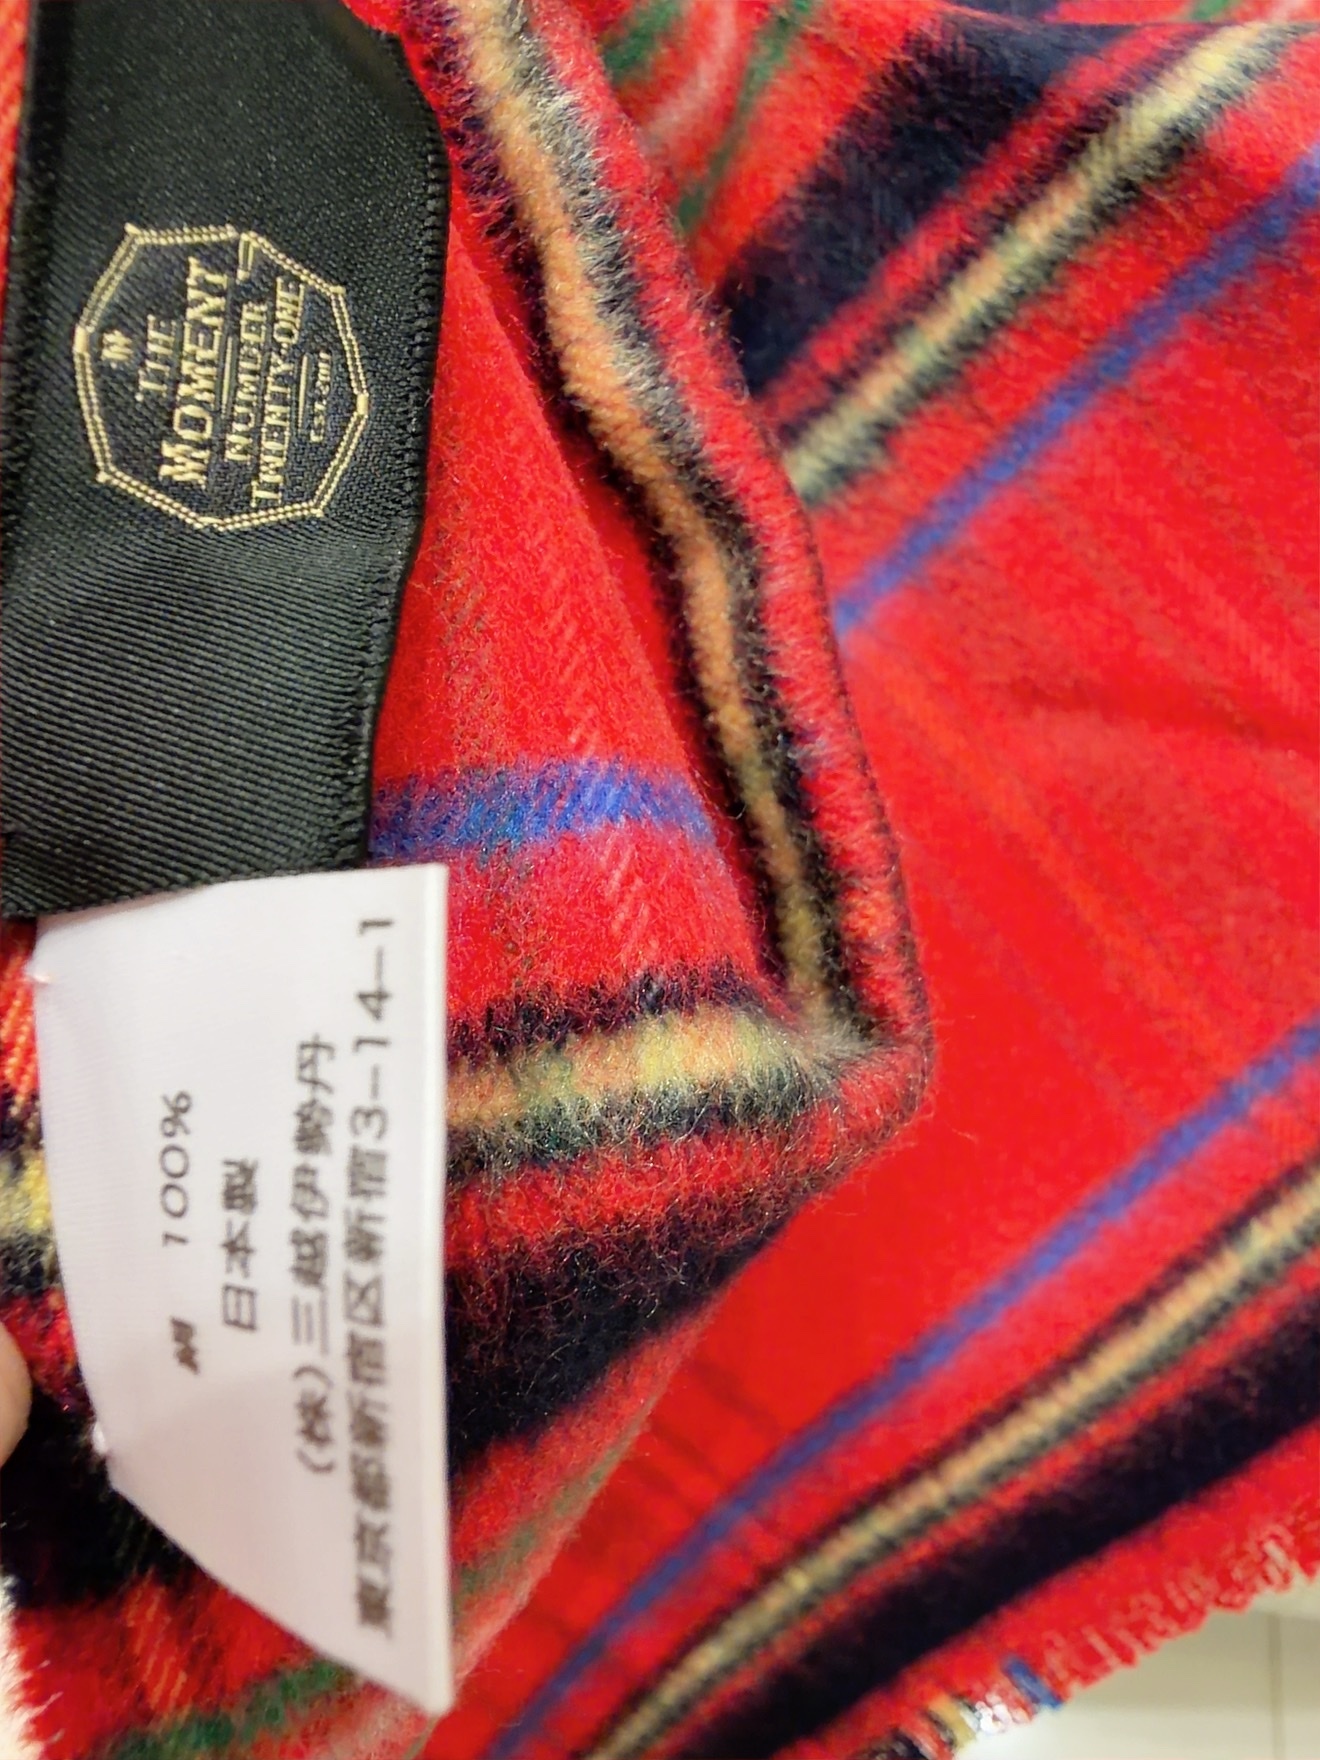 THE
MOMENT
NUMBER
TWENTY-ONE
綿 100%
日本製
(株)三越伊勢丹
東京都新宿区新宿3-14-1